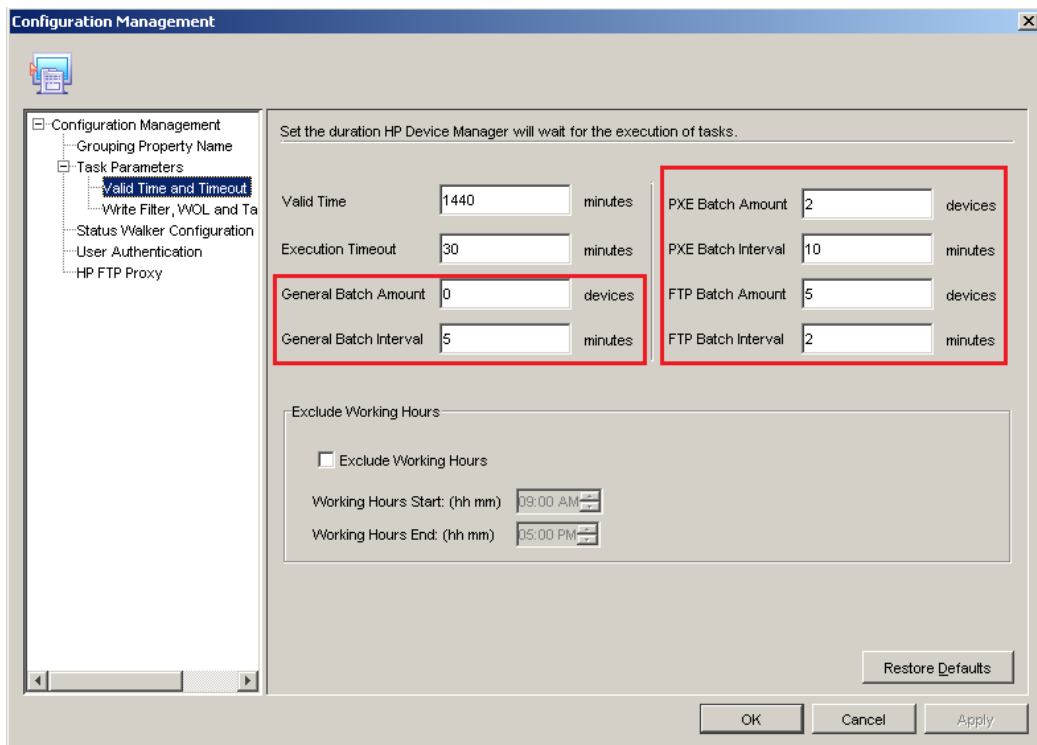 Configuration Management
Configuration Management
Grouping Property Name
Task Parameters
Valid Time and Timeout
Write Filter, WOL and Ta
Status Walker Configuration
User Authentication
HP FTP Proxy
Set the duration HP Device Manager will wait for the execution of tasks.
Valid Time 1440 minutes
Execution Timeout 30 minutes
General Batch Amount 0 devices
General Batch Interval 5 minutes
PXE Batch Amount 2 devices
PXE Batch Interval 10 minutes
FTP Batch Amount 5 devices
FTP Batch Interval 2 minutes
Exclude Working Hours
Exclude Working Hours
Working Hours Start: (hh mm) 09:00 AM
Working Hours End: (hh mm) 05:00 PM
Restore Defaults
OK Cancel Apply